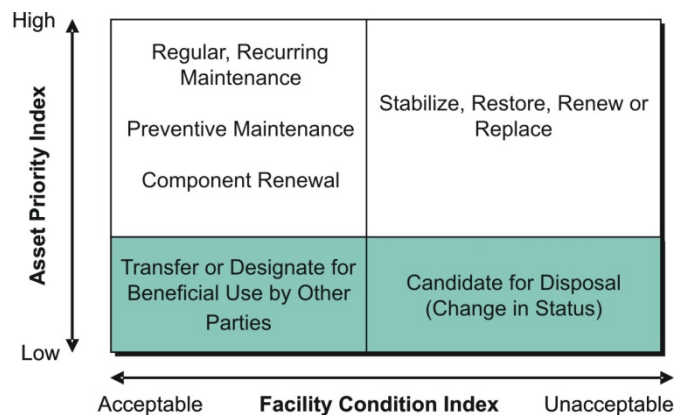 High
Regular, Recurring
Maintenance
Preventive Maintenance
Component Renewal
Stabilize, Restore, Renew or
Replace
Asset Priority Index
Transfer or Designate for
Beneficial Use by Other
Parties
Candidate for Disposal
(Change in Status)
Low
Acceptable Facility Condition Index Unacceptable